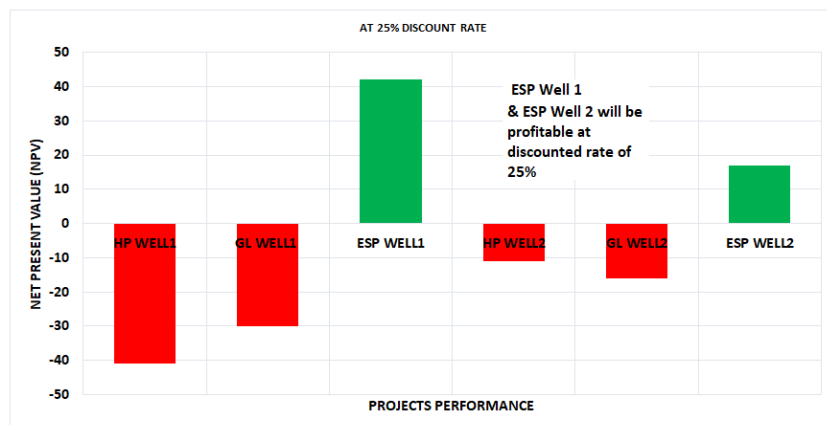 AT 25% DISCOUNT RATE
50
40
30
20
10
0
-10
-20
-30
-40
-50
NET PRESENT VALUE (NPV)
ESP Well 1
& ESP Well 2 will be
profitable at
discounted rate of
25%
HP WELL1
GL WELL1
ESP WELL1
HP WELL2
GL WELL2
ESP WELL2
PROJECTS PERFORMANCE